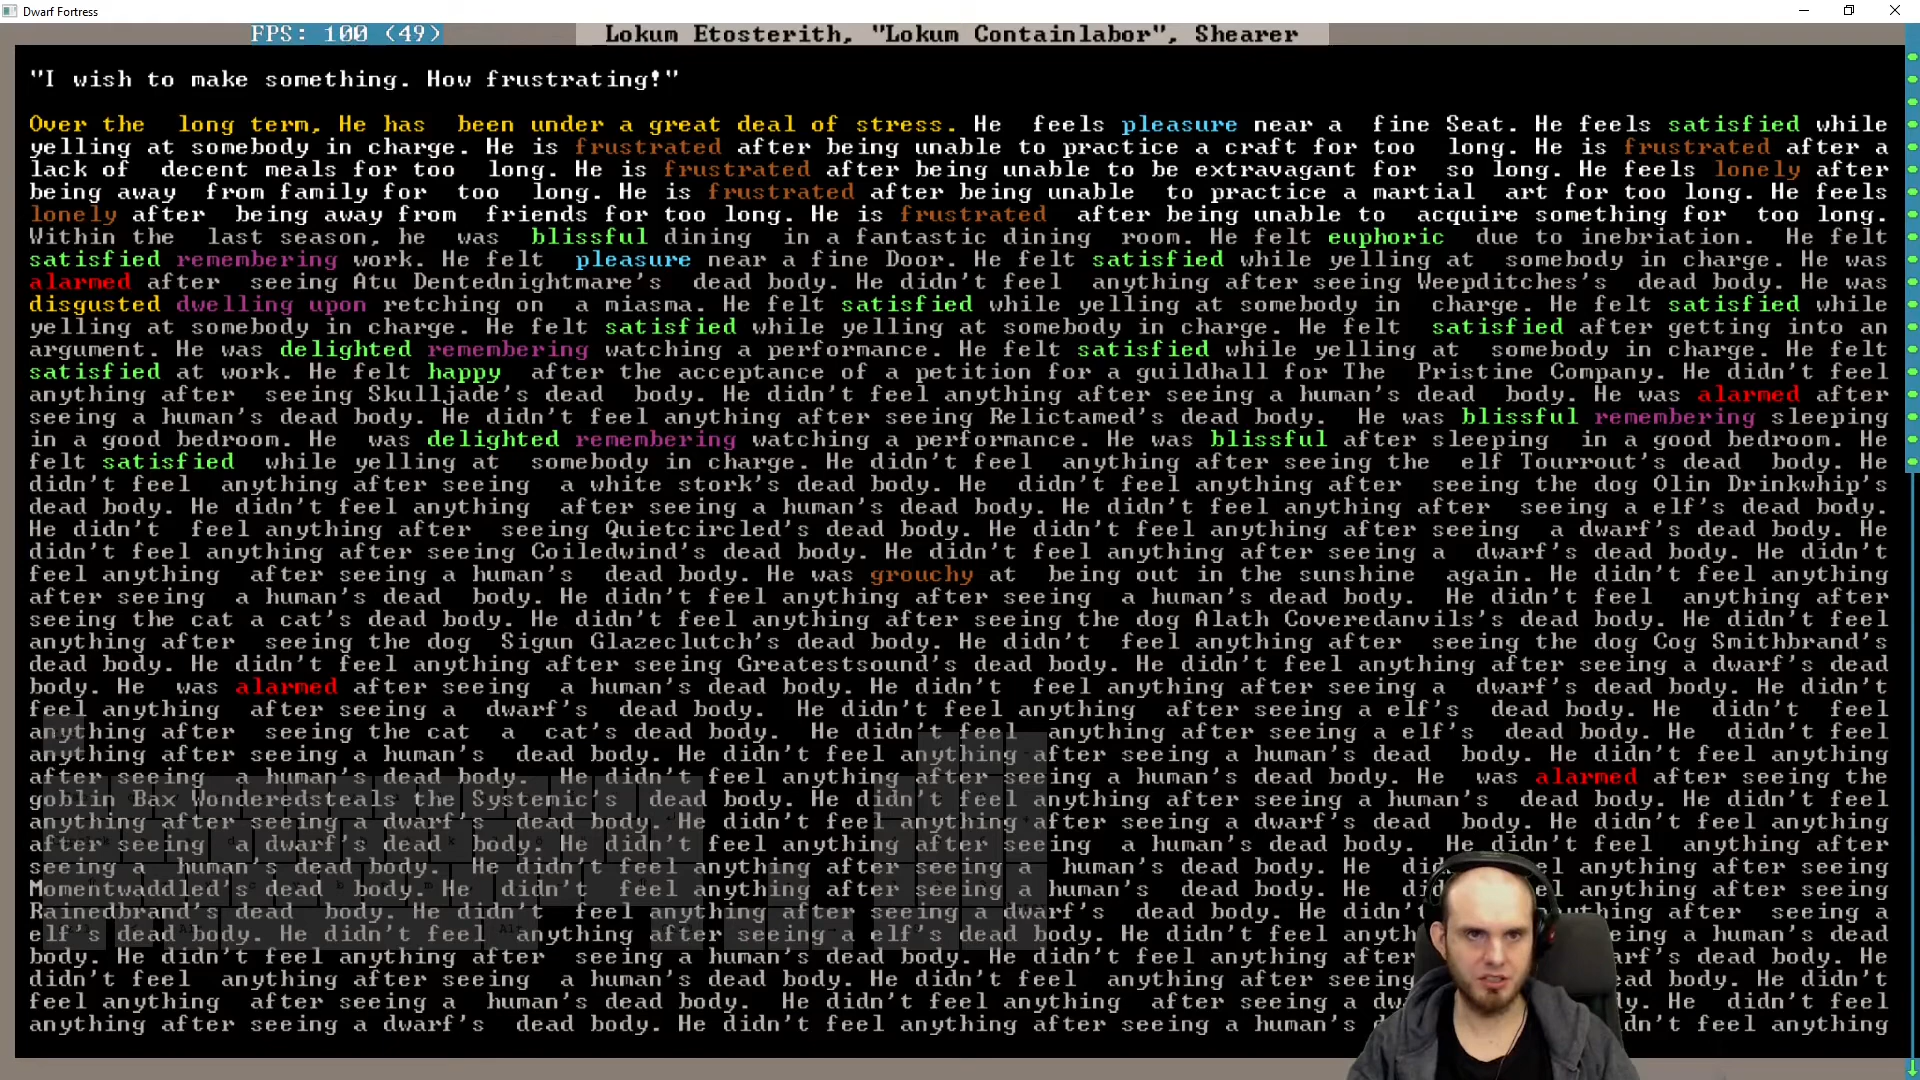 Dwarf Fortress
FPS: 100 (49)
Lokum Etosterith, "Lokum Containlabor", Shearer
"I wish to make something. How frustrating!"
Over the long term, He has been under a great deal of stress. He feels pleasure near a fine Seat. He feels satisfied while
yelling at somebody in charge. He is frustrated after being unable to practice a craft for too long. He is frustrated after a
lack of decent meals for too long. He is frustrated after being unable to be extravagant for so long. He feels lonely after
being away from family for too long. He is frustrated after being unable to practice a martial art for too long. He feels
lonely after being away from friends for too long. He is frustrated after being unable to acquire something for too long.
Within the last season, he was blissful dining in a fantastic dining room. He felt euphoric due to inebriation. He felt
satisfied remembering work. He felt pleasure near a fine Door. He felt satisfied while yelling at somebody in charge. He was
alarmed after seeing Atu Dentednightmare's dead body. He didn't feel anything after seeing Weepditches's dead body. He was
disgusted dwelling upon retching on a miasma. He felt satisfied while yelling at somebody in charge. He felt satisfied while
yelling at somebody in charge. He felt satisfied while yelling at somebody in charge. He felt satisfied after getting into an
argument. He was delighted remembering watching a performance. He felt satisfied while yelling at somebody in charge. He felt
satisfied at work. He felt happy after the acceptance of a petition for a guildhall for The Pristine Company. He didn't feel
anything after seeing Skulljade's dead body. He didn't feel anything after seeing a human's dead body. He was alarmed after
seeing a human's dead body. He didn't feel anything after seeing Relictamed's dead body. He was blissful remembering sleeping
in a good bedroom. He was delighted remembering watching a performance. He was blissful after sleeping in a good bedroom. He
felt satisfied while yelling at somebody in charge. He didn't feel anything after seeing the elf Tourrout's dead body. He
didn't feel anything after seeing a white stork's dead body. He didn't feel anything after seeing the dog Olin Drinkwhip's
dead body. He didn't feel anything after seeing a human's dead body. He didn't feel anything after seeing a elf's dead body.
He didn't feel anything after seeing Quietcircled's dead body. He didn't feel anything after seeing a dwarf's dead body. He
didn't feel anything after seeing Coiledwind's dead body. He didn't feel anything after seeing a dwarf's dead body. He didn't
feel anything after seeing a human's dead body. He was grouchy at being out in the sunshine again. He didn't feel anything
after seeing a human's dead body. He didn't feel anything after seeing a human's dead body. He didn't feel anything after
seeing the cat a cat's dead body. He didn't feel anything after seeing the dog Alath Coveredanvils's dead body. He didn't feel
anything after seeing the dog Sigun Glazeclutch's dead body. He didn't feel anything after seeing the dog Cog Smithbrand's
dead body. He didn't feel anything after seeing Greatestsound's dead body. He didn't feel anything after seeing a dwarf's dead
body. He was alarmed after seeing a human's dead body. He didn't feel anything after seeing a dwarf's dead body. He didn't
feel anything after seeing a dwarf's dead body. He didn't feel anything after seeing a elf's dead body. He didn't feel
anything after seeing the cat a cat's dead body. He didn't feel anything after seeing a elf's dead body. He didn't feel
anything after seeing a human's dead body. He didn't feel anything after seeing a human's dead body. He didn't feel anything
after seeing a human's dead body. He didn't feel anything after seeing a human's dead body. He was alarmed after seeing the
goblin Bax Wonderedsteals the Systemic's dead body. He didn't feel anything after seeing a human's dead body. He didn't feel
anything after seeing a dwarf's dead body. He didn't feel anything after seeing a dwarf's dead body. He didn't feel anything
after seeing a dwarf's dead body. He didn't feel anything after seeing a human's dead body. He didn't feel anything after
seeing a human's dead body. He didn't feel anything after seeing a human's dead body. He anything after seeing
Momentwaddled's dead body. He didn't feel anything after seeing a human's dead body. He anything after seeing
Rainedbrand's dead body. He didn't feel anything after seeing a dwarf's dead body. He didn't after seeing a
elf's dead body. He didn't feel anything after seeing a elf's dead body. He didn't feel a human's dead
body. He didn't feel anything after seeing a human's dead body. He didn't feel anything after dead body. He
didn't feel anything after seeing a human's dead body. He didn't feel anything after seeing dead body. He didn't
feel anything after seeing a human's dead body. He didn't feel anything after seeing a He didn't feel
anything after seeing a dwarf's dead body. He didn't feel anything after seeing a human's feel anything